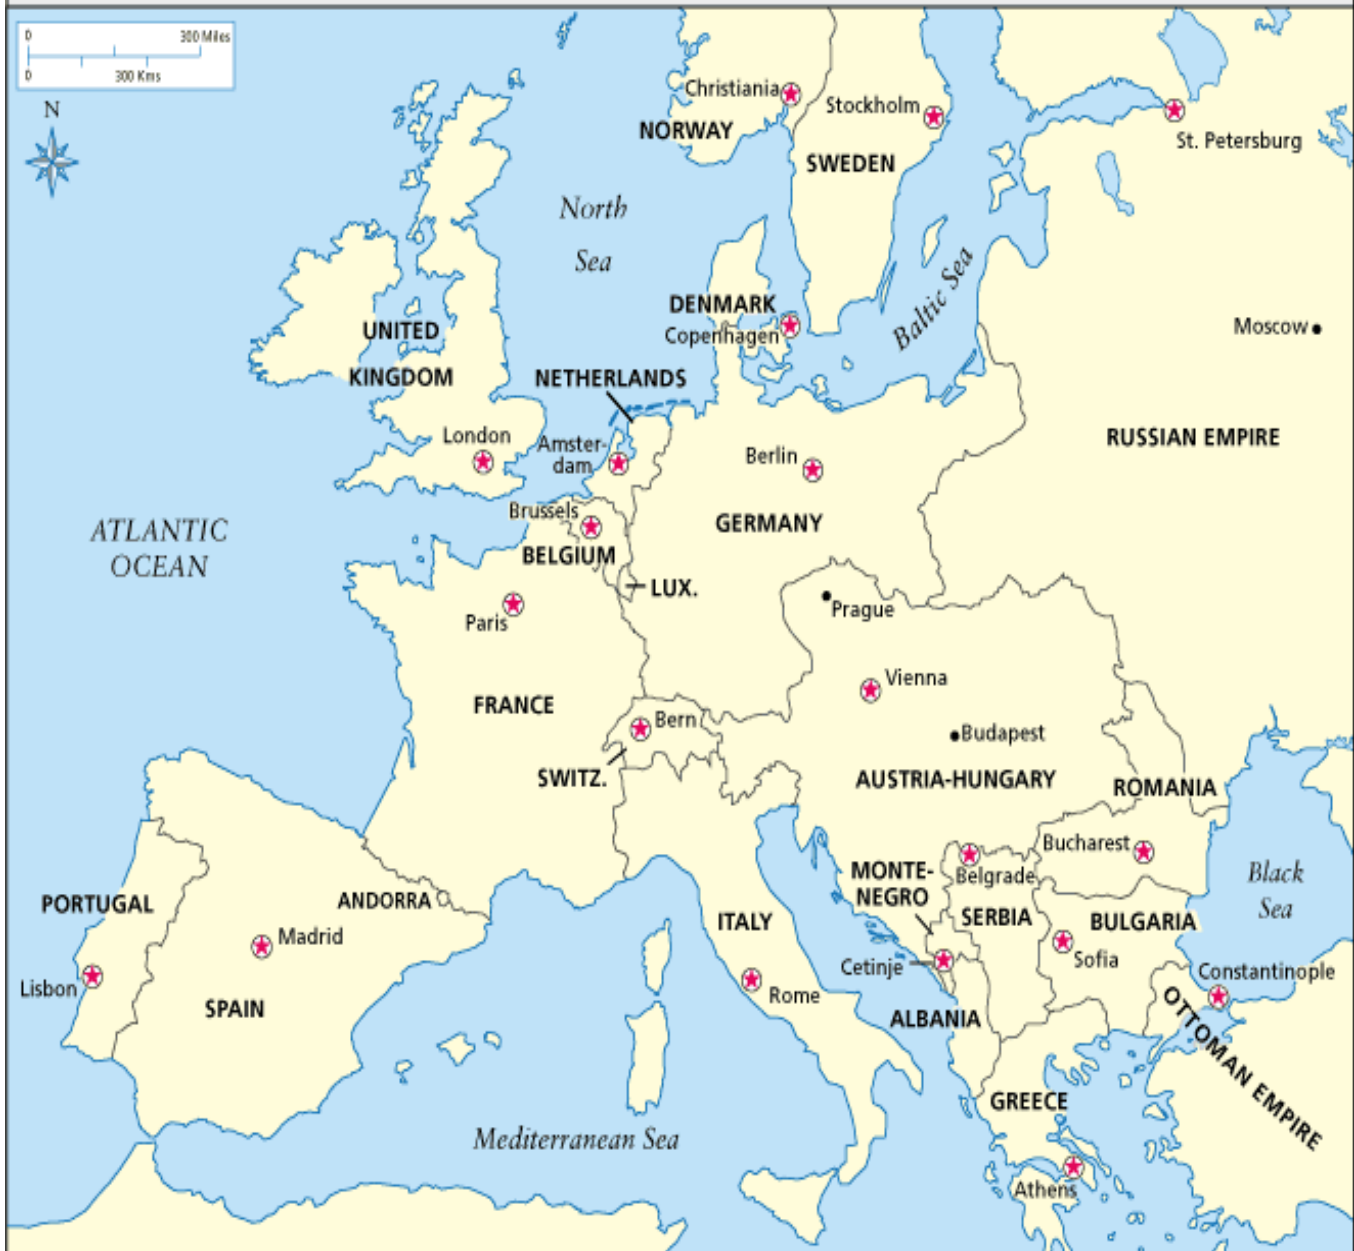 0 300 Miles
0 300 Kms
N
Christiania
NORWAY
Stockholm
SWEDEN
St. Petersburg
North
Sea
Baltic Sea
DENMARK
Copenhagen
Moscow
UNITED
KINGDOM
NETHERLANDS
London
Amster-
dam
Berlin
RUSSIAN EMPIRE
ATLANTIC
OCEAN
Brussels
BELGIUM
GERMANY
LUX.
Paris
Prague
FRANCE
Vienna
Bern
SWITZ.
Budapest
AUSTRIA-HUNGARY
ROMANIA
Bucharest
Belgrade
MONTE-
NEGRO
SERBIA
BULGARIA
Black
Sea
PORTUGAL
ANDORRA
ITALY
Madrid
Lisbon
SPAIN
Rome
Cetinje
Sofia
Constantinople
ALBANIA
OTTOMAN EMPIRE
GREECE
Mediterranean Sea
Athens